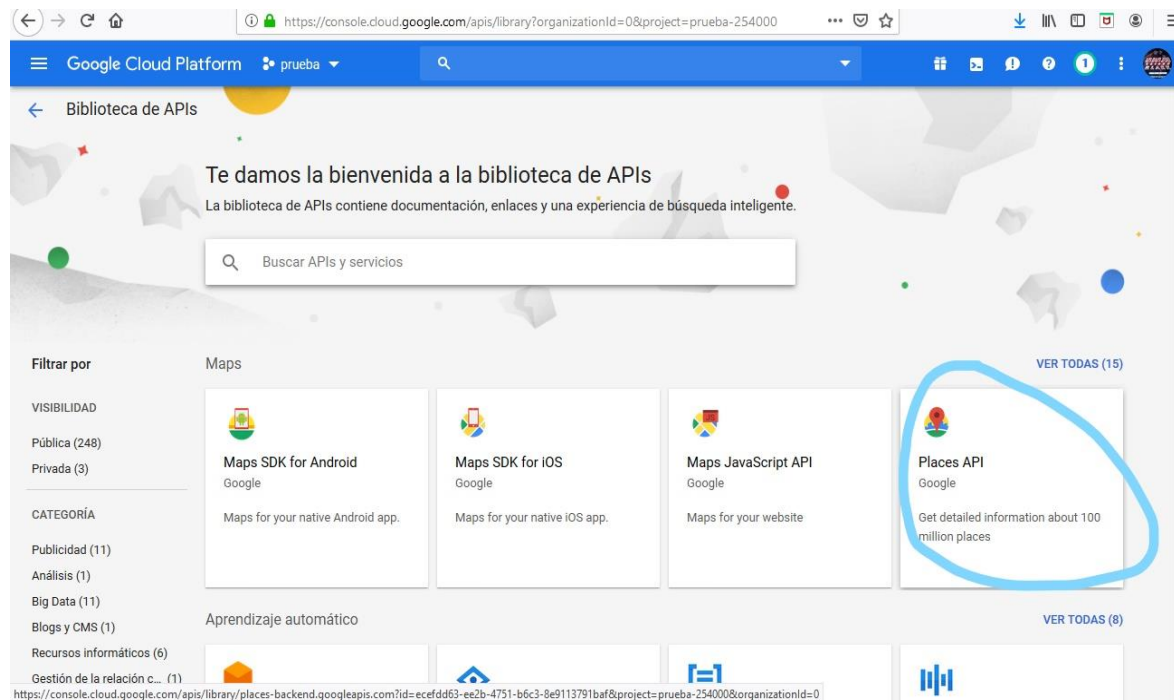 https://console.cloud.google.com/apis/library?organizationId=0&project=prueba-254000
Google Cloud Platform prueba
1
Biblioteca de APIs
Te damos la bienvenida a la biblioteca de APIs
La biblioteca de APIs contiene documentación, enlaces y una experiencia de búsqueda inteligente.
Buscar APIs y servicios
Filtrar por
VISIBILIDAD
Pública (248)
Privada (3)
CATEGORÍA
Publicidad (11)
Análisis (1)
Big Data (11)
Blogs y CMS (1)
Recursos informáticos (6)
Gestión de la relación c... (1)
Maps
VER TODAS (15)
Maps SDK for Android
Google
Maps for your native Android app.
Maps SDK for iOS
Google
Maps for your native iOS app.
Maps JavaScript API
Google
Maps for your website
Places API
Google
Get detailed information about 100
million places
Aprendizaje automático
VER TODAS (8)
https://console.cloud.google.com/apis/library/places-backend.googleapis.com?id=ecefdd63-ee2b-4751-b6c3-8e9113791baf&project=prueba-254000&organizationId=0